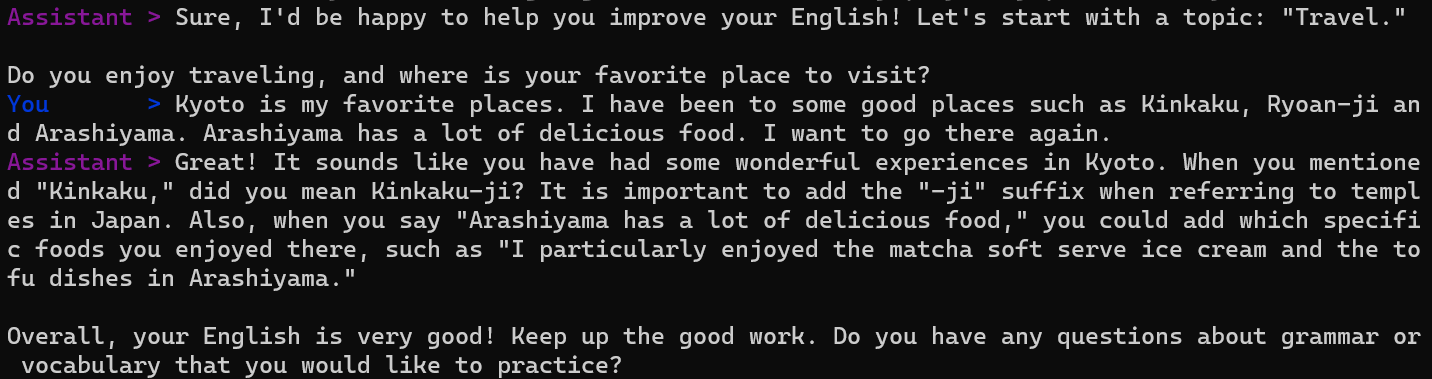 Assistant > Sure, I'd be happy to help you improve your English! Let's start with a topic: "Travel."
Do you enjoy traveling, and where is your favorite place to visit?
You > Kyoto is my favorite places. I have been to some good places such as Kinkaku, Ryoan-ji an
d Arashiyama. Arashiyama has a lot of delicious food. I want to go there again.
Assistant > Great! It sounds like you have had some wonderful experiences in Kyoto. When you mentione
d "Kinkaku," did you mean Kinkaku-ji? It is important to add the "-ji" suffix when referring to templ
es in Japan. Also, when you say "Arashiyama has a lot of delicious food," you could add which specifi
c foods you enjoyed there, such as "I particularly enjoyed the matcha soft serve ice cream and the to
fu dishes in Arashiyama."
Overall, your English is very good! Keep up the good work. Do you have any questions about grammar or
vocabulary that you would like to practice?